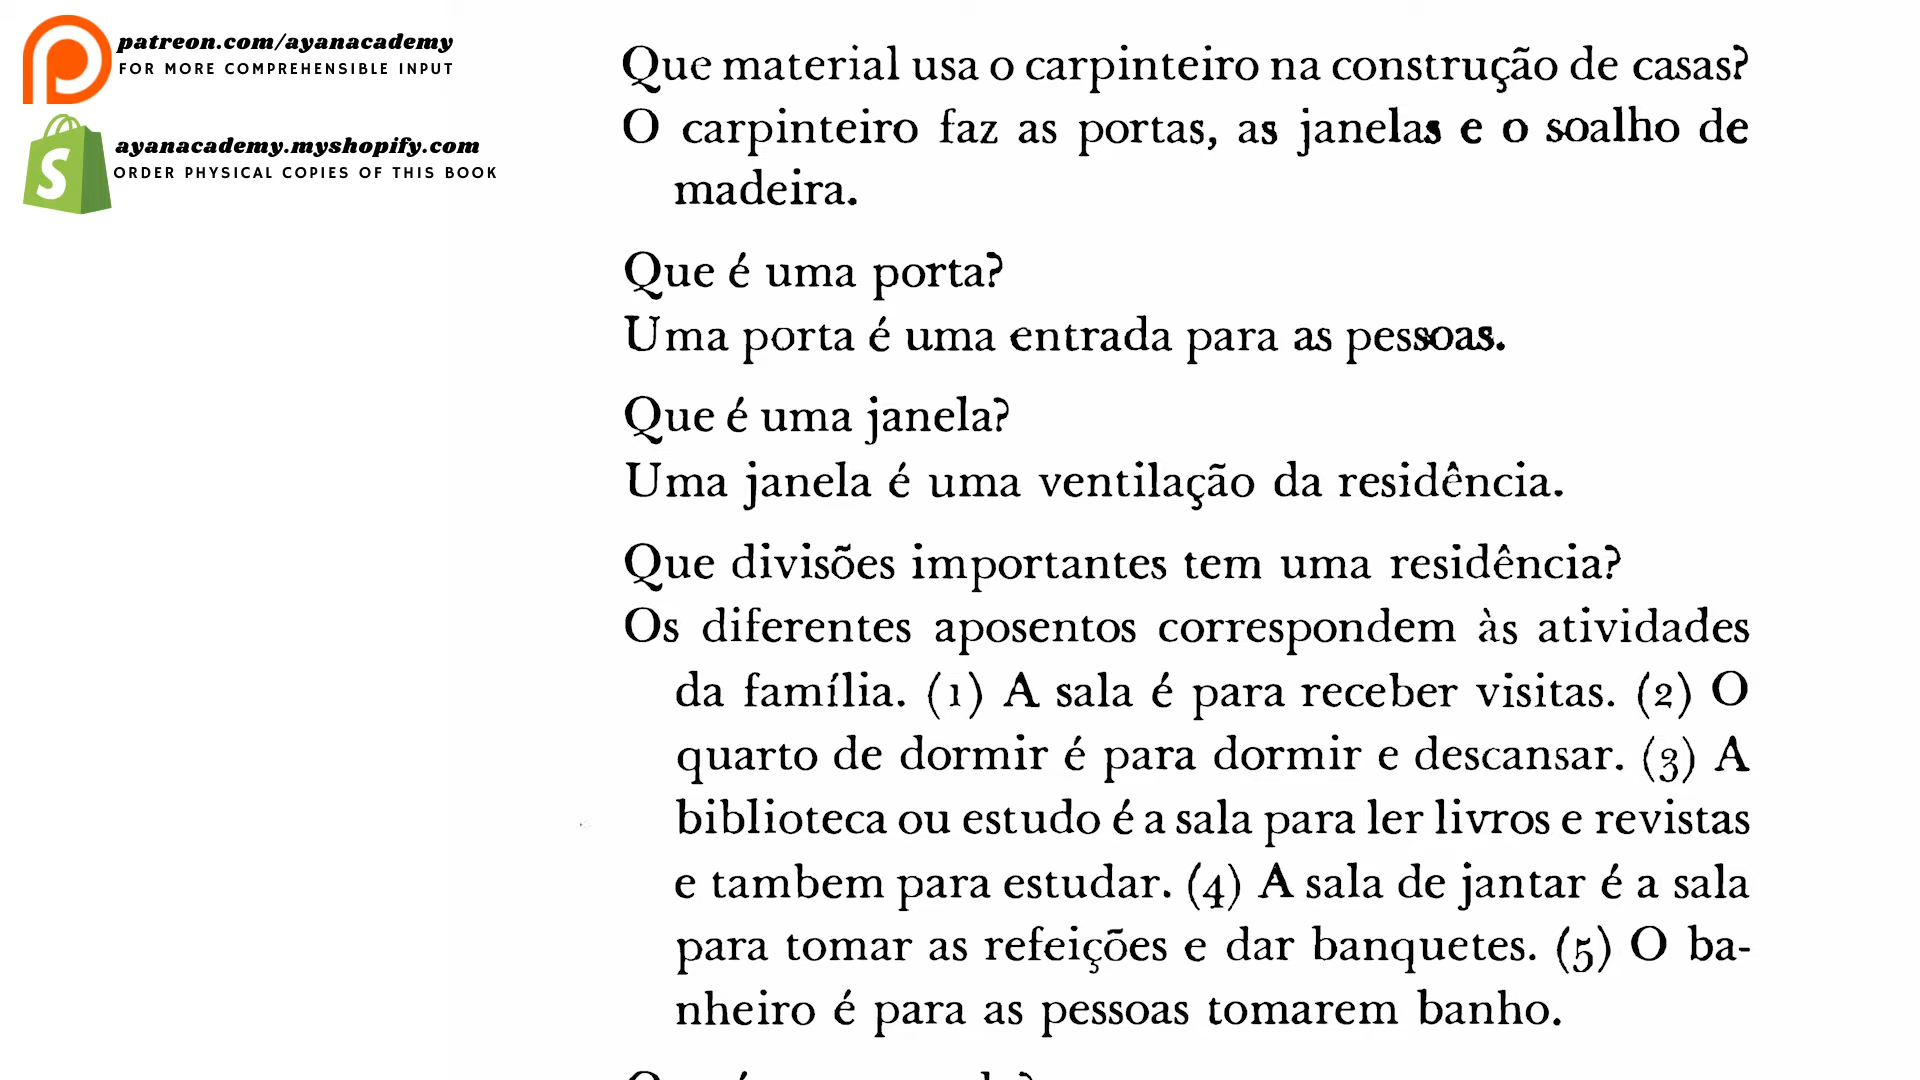 patreon.com/ayanacademy
FOR MORE COMPREHENSIBLE INPUT
ayanacademy.myshopify.com
ORDER PHYSICAL COPIES OF THIS BOOK
Que material usa o carpinteiro na construção de casas?
O carpinteiro faz as portas, as janelas e o soalho de
madeira.
Que é uma porta?
Uma porta é uma entrada para as pessoas.
Que é uma janela?
Uma janela é uma ventilação da residência.
Que divisões importantes tem uma residência?
Os diferentes aposentos correspondem às atividades
da família. (1) A sala é para receber visitas. (2) O
quarto de dormir é para dormir e descansar. (3) A
biblioteca ou estudo é a sala para ler livros e revistas
e tambem para estudar. (4) A sala de jantar é a sala
para tomar as refeições e dar banquetes. (5) O ba-
nheiro é para as pessoas tomarem banho.